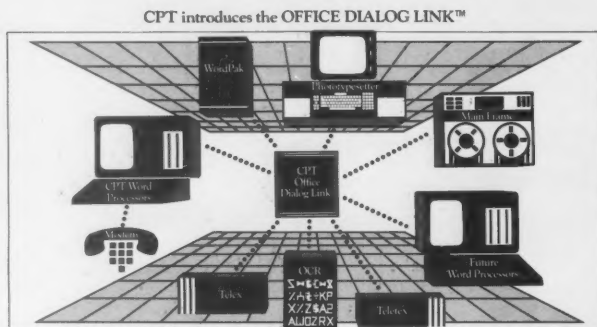 CPT introduces the OFFICE DIALOG LINK™
WordPak
Phototypesetter
Main Frame
CPT Word
Processors
CPT
Office
Dialog Link
Modem
Future
Word Processors
Telex
OCR
Teletex